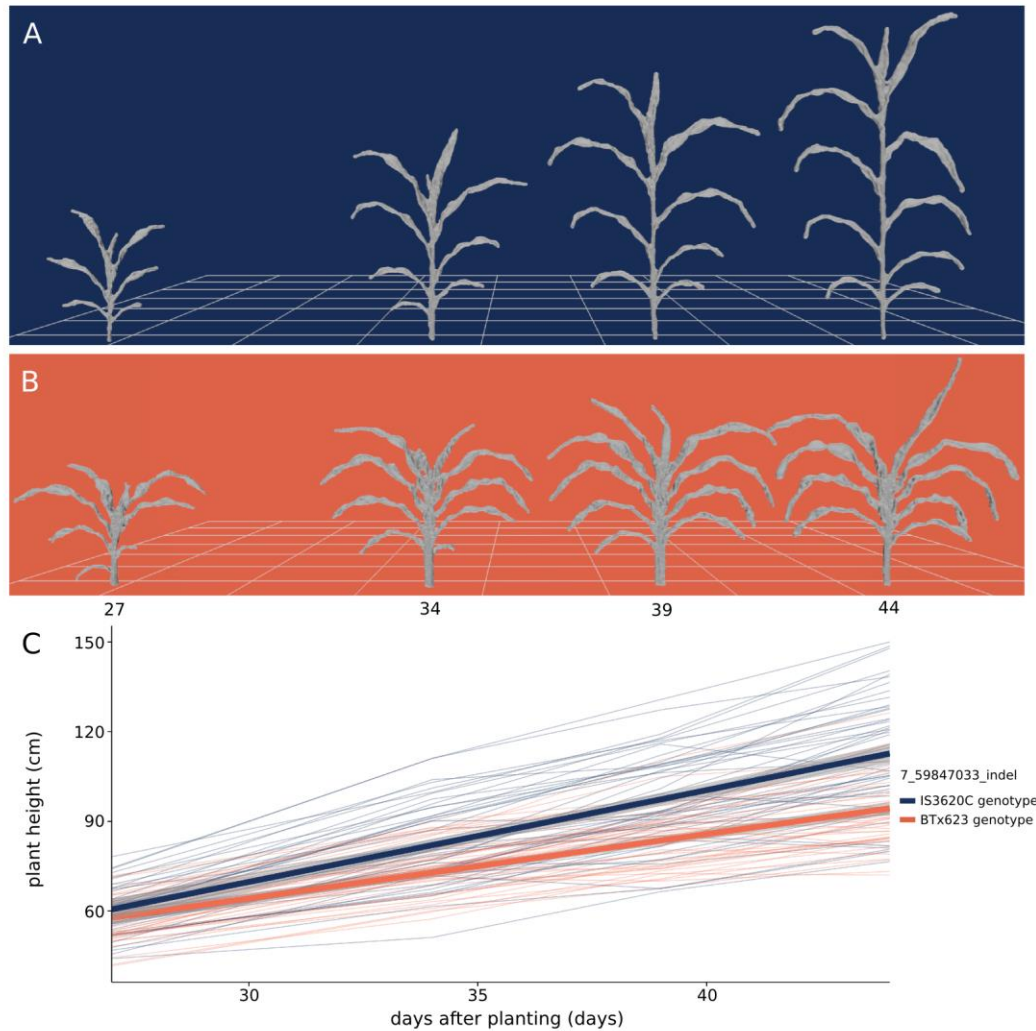 A
B
27 34 39 44
C
150
120
90
60
plant height (cm)
30 35 40
days after planting (days)
7_59847033_indel
IS3620C genotype
BTx623 genotype